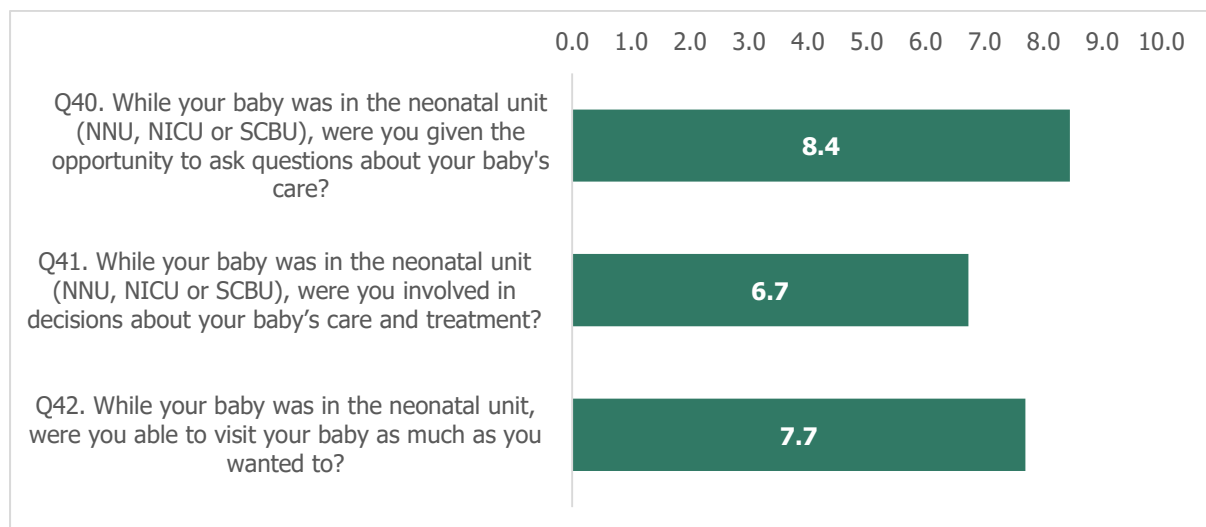 0.0 1.0 2.0 3.0 4.0 5.0 6.0 7.0 8.0 9.0 10.0
Q40. While your baby was in the neonatal unit
(NNU, NICU or SCBU), were you given the
opportunity to ask questions about your baby's
care?
8.4
Q41. While your baby was in the neonatal unit
(NNU, NICU or SCBU), were you involved in
decisions about your baby’s care and treatment?
6.7
Q42. While your baby was in the neonatal unit,
were you able to visit your baby as much as you
wanted to?
7.7